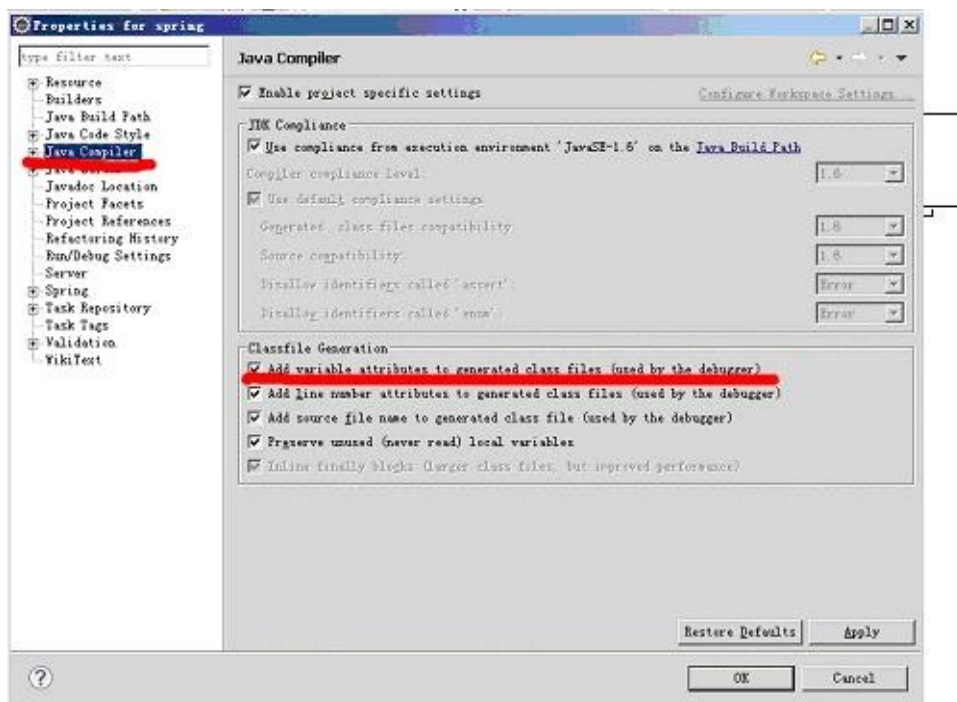 Properties for spring
type filter text
Java Compiler
Resource
Builders
Java Build Path
Java Code Style
Java Compiler
Javadoc Location
Project Facets
Project References
Refactoring History
Run/Debug Settings
Server
Spring
Task Repository
Task Tags
Validation
WikiText
Enable project specific settings
Configure Workspace Settings...
JDK Compliance
Use compliance from execution environment 'JavaSE-1.6' on the Java Build Path
Compiler compliance level:
1.6
Use default compliance settings
Generated .class files compatibility:
1.6
Source compatibility:
1.6
Disallow identifiers called 'assert':
Error
Disallow identifiers called 'enum':
Error
Classfile Generation
Add variable attributes to generated class files (used by the debugger)
Add line number attributes to generated class files (used by the debugger)
Add source file name to generated class file (used by the debugger)
Preserve unused (never read) local variables
Inline finally blocks (larger class files, but improved performance)
Restore Defaults
Apply
?
OK
Cancel